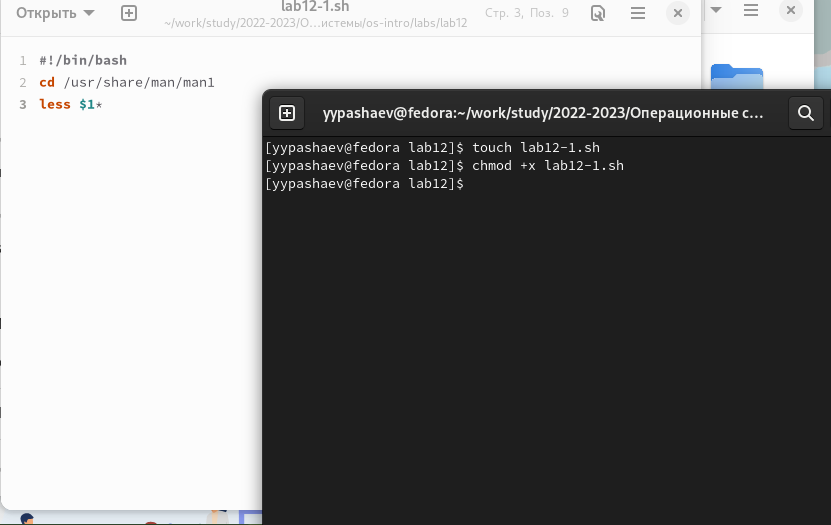 Открыть
lab12-1.sh
~/work/study/2022-2023/О…истемы/os-intro/labs/lab12
Стр. 3, Поз. 9
1 #!/bin/bash
2 cd /usr/share/man/man1
3 less $1*
yypashaev@fedora:~/work/study/2022-2023/Операционные с…
[yypashaev@fedora lab12]$ touch lab12-1.sh
[yypashaev@fedora lab12]$ chmod +x lab12-1.sh
[yypashaev@fedora lab12]$